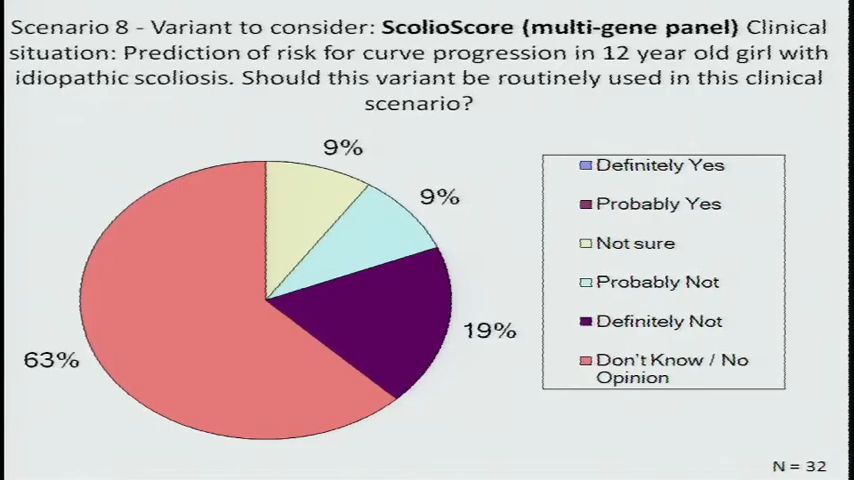 Scenario 8 - Variant to consider: ScolioScore (multi-gene panel) Clinical
situation: Prediction of risk for curve progression in 12 year old girl with
idiopathic scoliosis. Should this variant be routinely used in this clinical
scenario?
9%
9%
19%
63%
Definitely Yes
Probably Yes
Not sure
Probably Not
Definitely Not
Don't Know / No
Opinion
N = 32